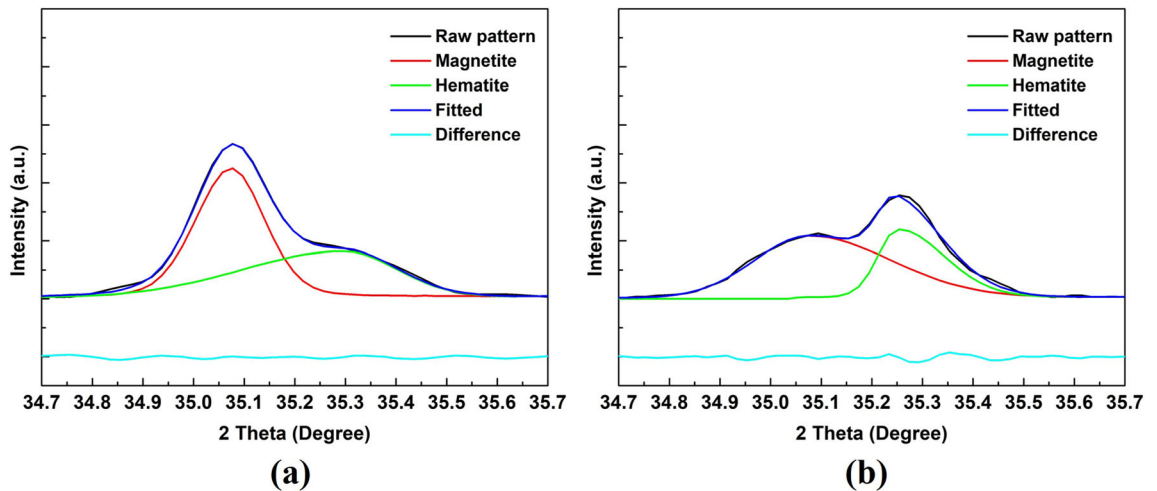 Raw pattern
Magnetite
Hematite
Fitted
Difference
Intensity (a.u.)
34.7 34.8 34.9 35.0 35.1 35.2 35.3 35.4 35.5 35.6 35.7
2 Theta (Degree)
(a)
Raw pattern
Magnetite
Hematite
Fitted
Difference
Intensity (a.u.)
34.7 34.8 34.9 35.0 35.1 35.2 35.3 35.4 35.5 35.6 35.7
2 Theta (Degree)
(b)